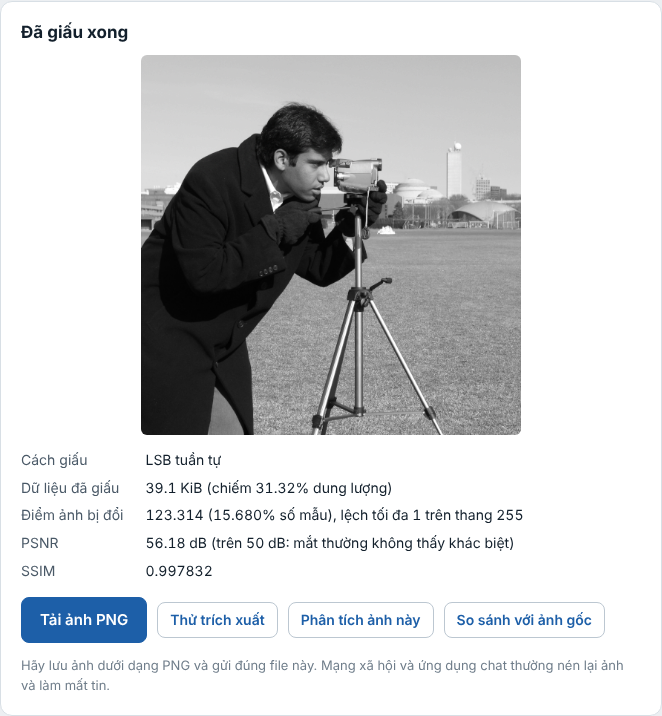 Đã giấu xong
Cách giấu LSB tuần tự
Dữ liệu đã giấu 39.1 KiB (chiếm 31.32% dung lượng)
Điểm ảnh bị đổi 123.314 (15.680% số mẫu), lệch tối đa 1 trên thang 255
PSNR 56.18 dB (trên 50 dB: mắt thường không thấy khác biệt)
SSIM 0.997832
Tải ảnh PNG Thử trích xuất Phân tích ảnh này So sánh với ảnh gốc
Hãy lưu ảnh dưới dạng PNG và gửi đúng file này. Mạng xã hội và ứng dụng chat thường nén lại ảnh
và làm mất tin.